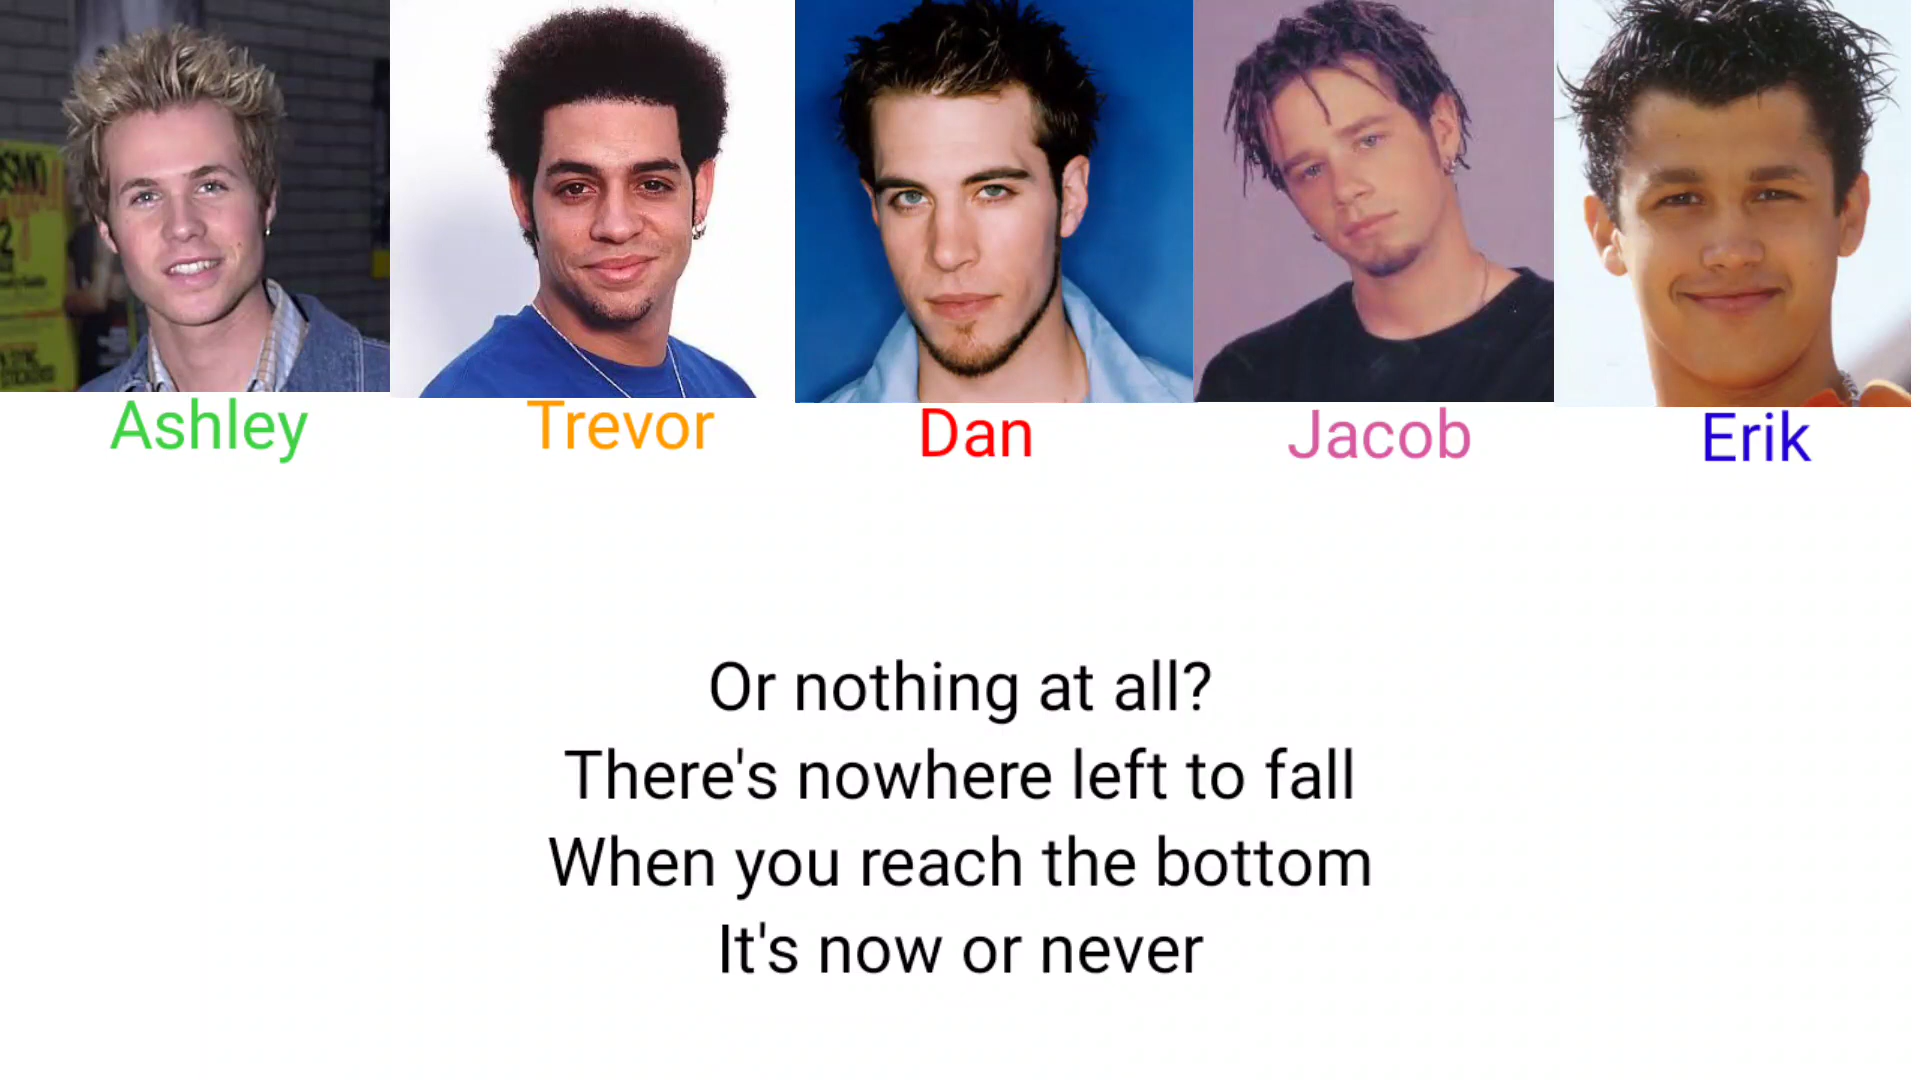 Ashley
Trevor
Dan
Jacob
Erik
Or nothing at all?
There's nowhere left to fall
When you reach the bottom
It's now or never